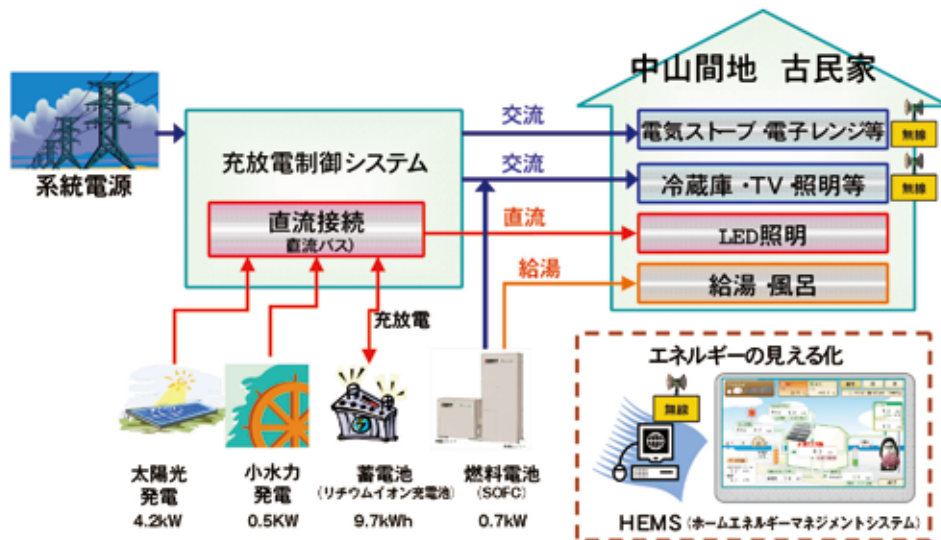 中山間地 古民家
系統電源
充放電制御システム
直流接続
(直流バス)
交流
交流
直流
給湯
電気ストーブ・電子レンジ等
無線
冷蔵庫・TV・照明等
無線
LED照明
給湯・風呂
充放電
太陽光
発電
4.2kW
小水力
発電
0.5KW
蓄電池
(リチウムイオン充電池)
9.7kWh
燃料電池
(SOFC)
0.7kW
エネルギーの見える化
無線
HEMS (ホームエネルギーマネジメントシステム)